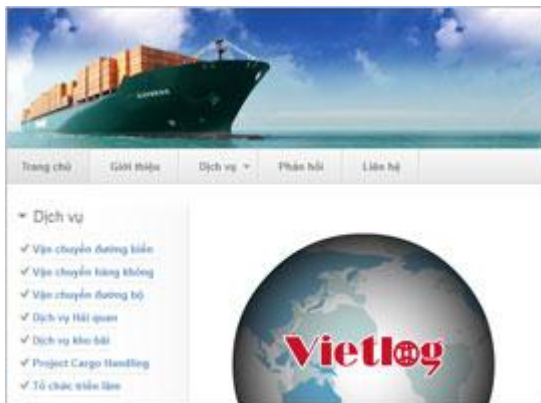 Trang chủ Giới thiệu Dịch vụ Phản hồi Liên hệ
Dịch vụ
Vận chuyển đường biển
Vận chuyển hàng không
Vận chuyển đường bộ
Dịch vụ Hải quan
Dịch vụ kho bãi
Project Cargo Handling
Tổ chức triển lãm
Vietlog